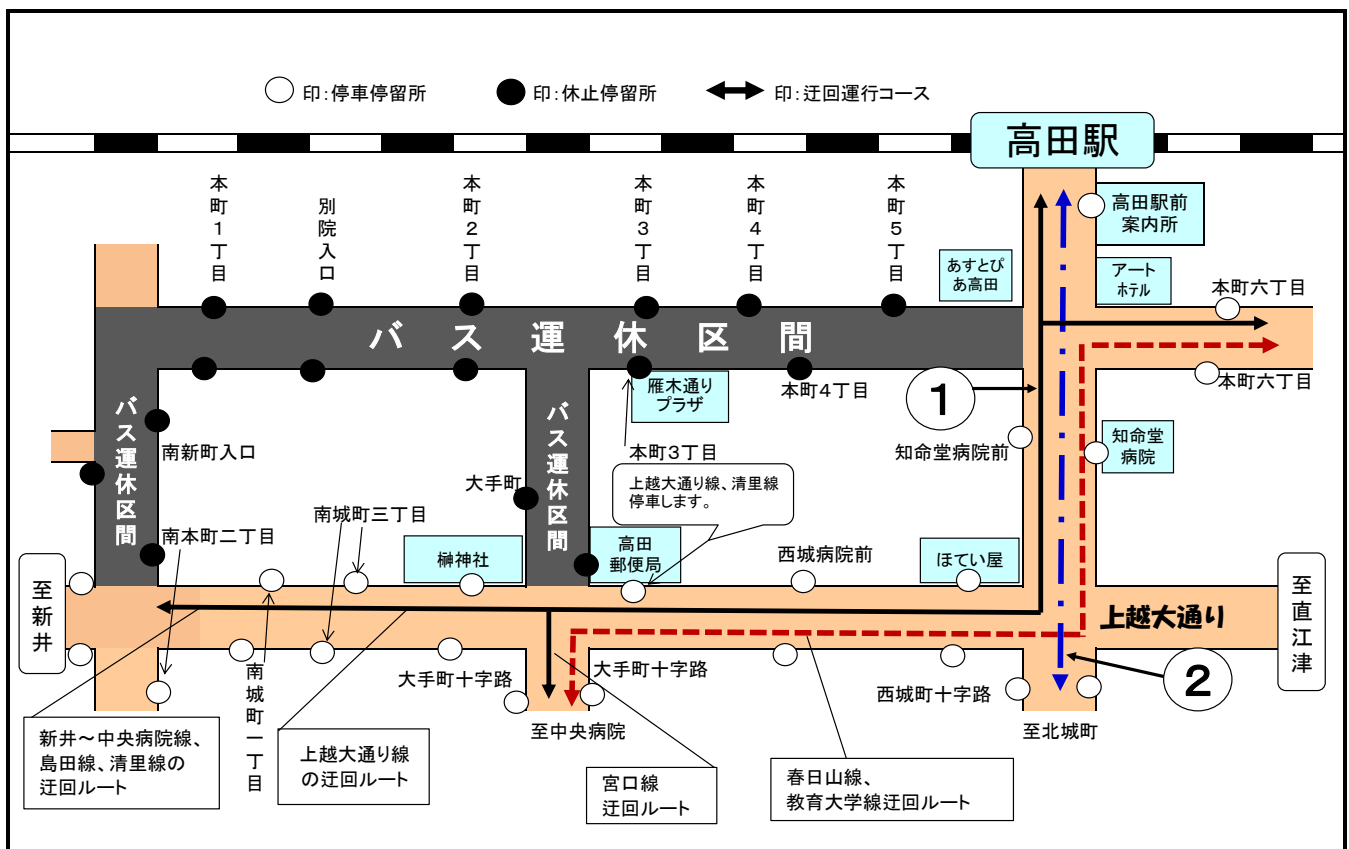 印:停車停留所
印:休止停留所
印:迂回運行コース
高田駅
本町1丁目
別院入口
本町2丁目
本町3丁目
本町4丁目
本町5丁目
高田駅前
案内所
あすとぴ
あ高田
アート
ホテル
本町六丁目
バス運休区間
雁木通り
プラザ
本町4丁目
本町六丁目
1
バス運休区間
南新町入口
バス運休区間
本町3丁目
知命堂病院前
知命堂
病院
大手町
上越大通り線、清里線
停車します。
南本町二丁目
南城町三丁目
榊神社
高田
郵便局
西城病院前
ほてい屋
至新井
至直江津
上越大通り
大手町十字路
大手町十字路
西城町十字路
2
南城町一丁目
至中央病院
至北城町
新井～中央病院線、
島田線、清里線の
迂回ルート
上越大通り線
の迂回ルート
宮口線
迂回ルート
春日山線、
教育大学線迂回ルート